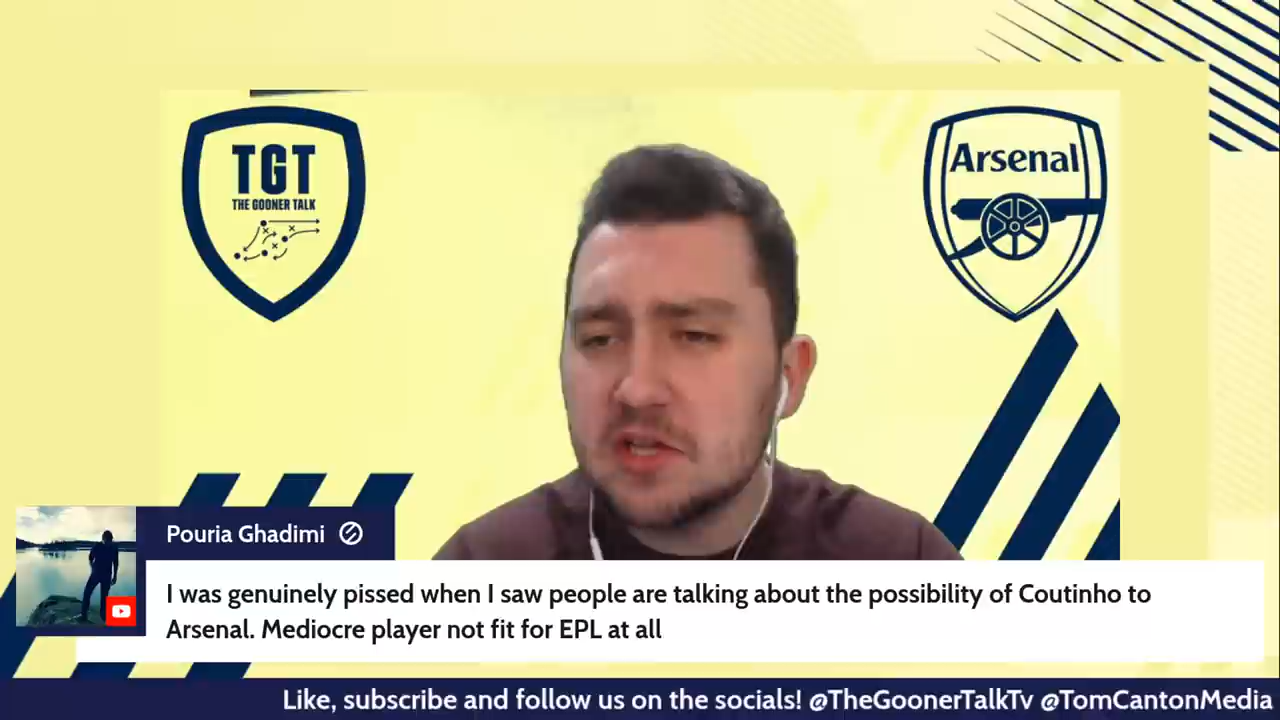 TGT
THE GOONER TALK
Arsenal
Pouria Ghadimi
I was genuinely pissed when I saw people are talking about the possibility of Coutinho to
Arsenal. Mediocre player not fit for EPL at all
Like, subscribe and follow us on the socials! @TheGoonerTalkTv @TomCantonMedia